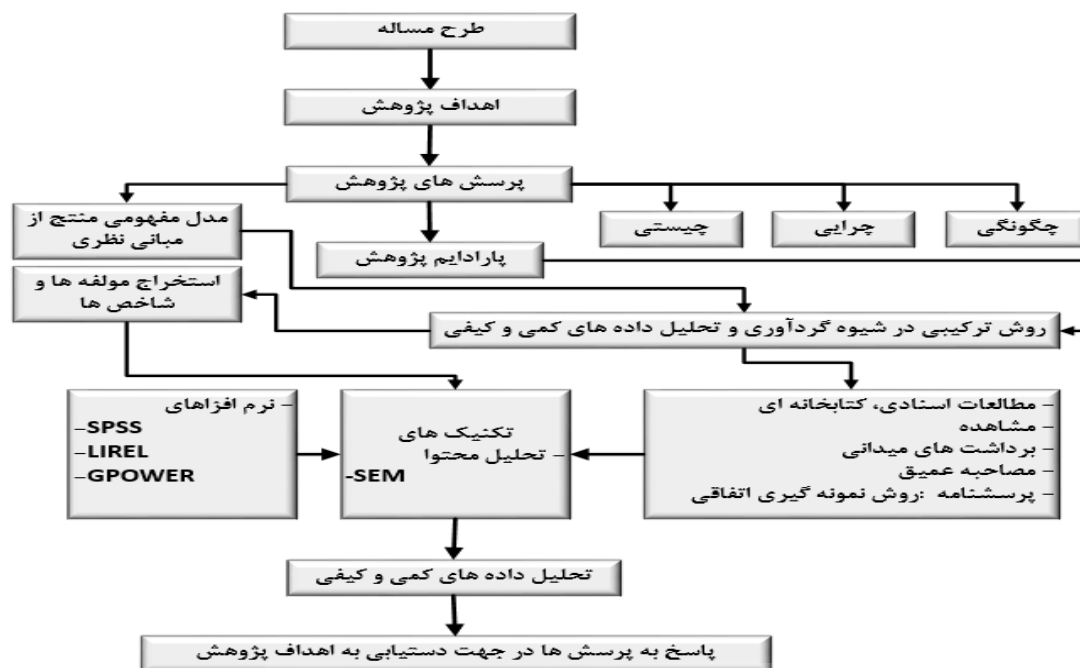 طرح مساله
اهداف پژوهش
پرسش های پژوهش
چگونگی
چرایی
چیستی
پارادایم پژوهش
مدل مفهومی منتج از
مبانی نظری
استخراج مولفه ها و
شاخص ها
روش ترکیبی در شیوه گردآوری و تحلیل داده های کمی و کیفی
– مطالعات اسنادی، کتابخانه ای
– مشاهده
– برداشت های میدانی
– مصاحبه عمیق
– پرسشنامه :روش نمونه گیری اتفاقی
تکنیک های
– تحلیل محتوا
-SEM
– نرم افزاهای
–SPSS
–LIREL
–GPOWER
تحلیل داده های کمی و کیفی
پاسخ به پرسش ها در جهت دستیابی به اهداف پژوهش